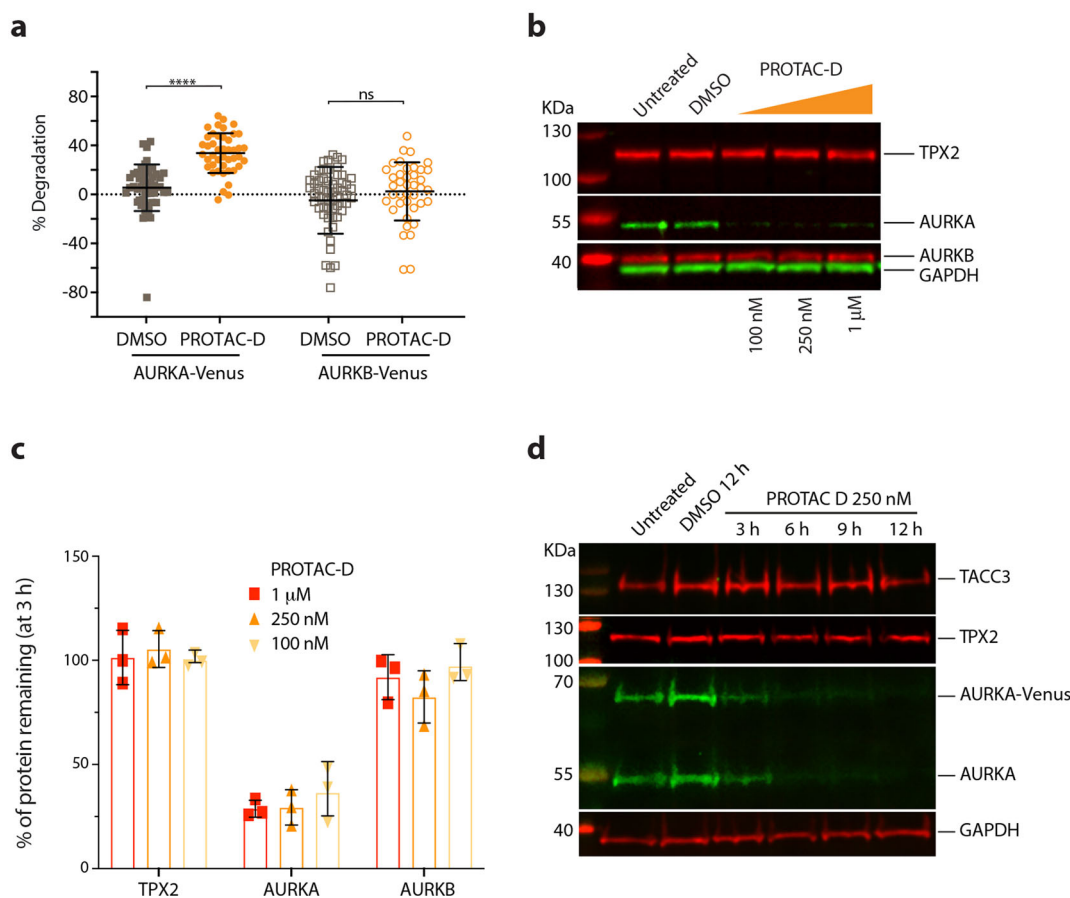 a
% Degradation
80
40
0
-40
-80
****
ns
DMSO PROTAC-D DMSO PROTAC-D
AURKA-Venus AURKB-Venus
b
Untreated
DMSO
PROTAC-D
KDa
130
100
55
40
TPX2
AURKA
AURKB
GAPDH
100 nM
250 nM
1 μM
c
% of protein remaining (at 3 h)
150
100
50
0
PROTAC-D
1 μM
250 nM
100 nM
TPX2 AURKA AURKB
d
Untreated
DMSO 12 h
PROTAC D 250 nM
3 h 6 h 9 h 12 h
KDa
130
130
100
70
55
40
TACC3
TPX2
AURKA-Venus
AURKA
GAPDH